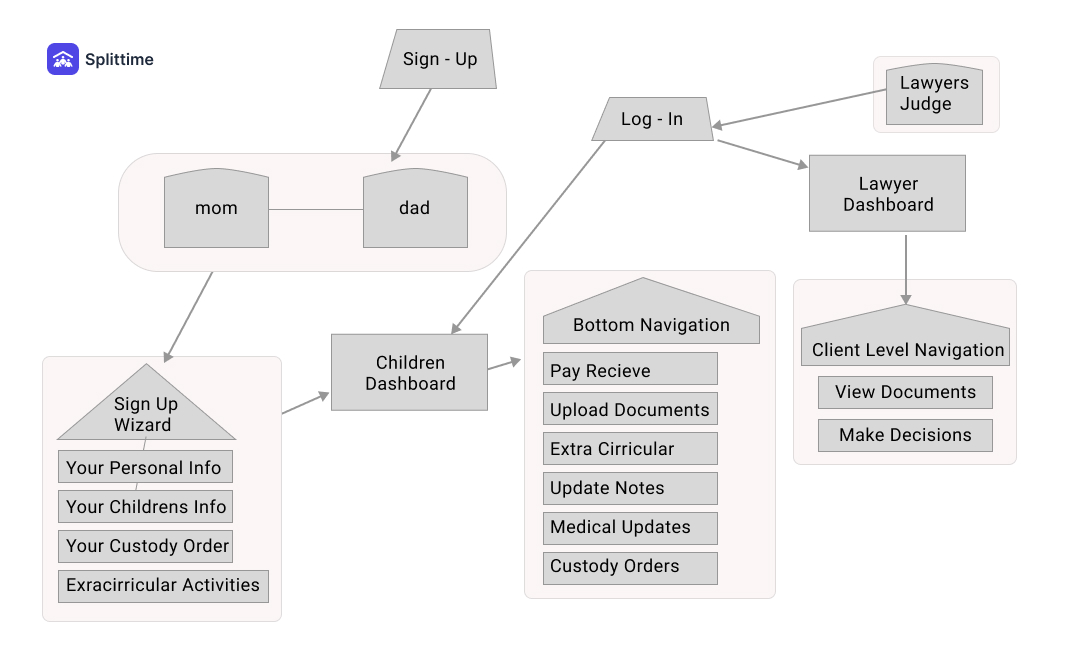 Splittime
Sign - Up
Log - In
Lawyers
Judge
mom
dad
Lawyer
Dashboard
Children
Dashboard
Sign Up
Wizard
Your Personal Info
Your Childrens Info
Your Custody Order
Exracirricular Activities
Bottom Navigation
Pay Recieve
Upload Documents
Extra Cirricular
Update Notes
Medical Updates
Custody Orders
Client Level Navigation
View Documents
Make Decisions